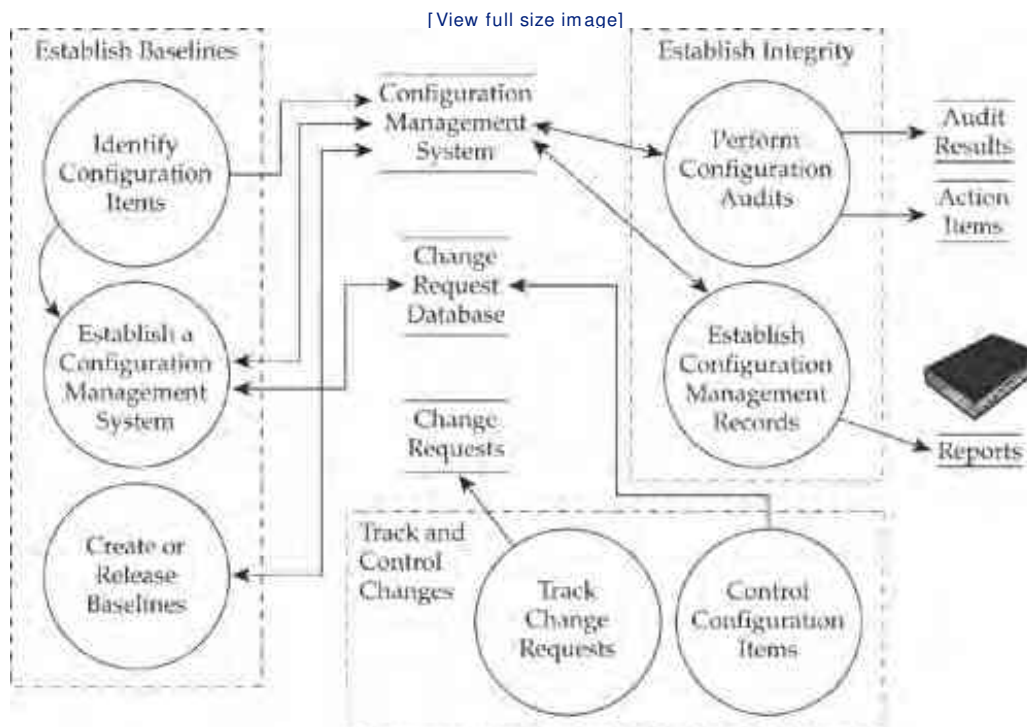 [View full size image]
Establish Baselines
Identify
Configuration
Items
Establish a
Configuration
Management
System
Create or
Release
Baselines
Configuration
Management
System
Change
Request
Database
Change
Requests
Establish Integrity
Perform
Configuration
Audits
Establish
Configuration
Management
Records
Audit
Results
Action
Items
Reports
Track and
Control
Changes
Track
Change
Requests
Control
Configuration
Items